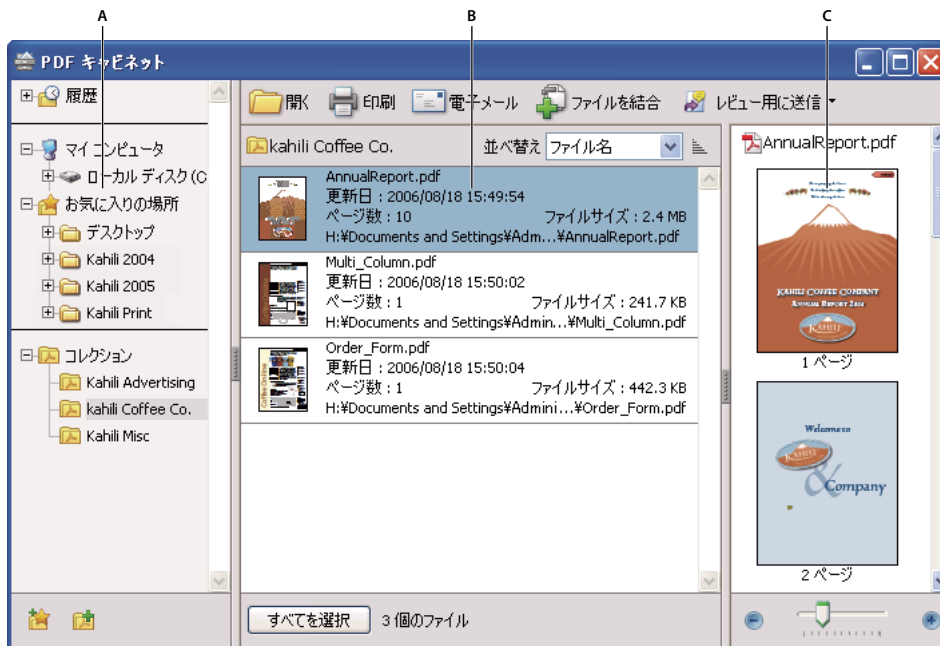 A B C
PDF キャビネット
履歴
マイ コンピュータ
ローカル ディスク (C
お気に入りの場所
デスクトップ
Kahili 2004
Kahili 2005
Kahili Print
コレクション
Kahili Advertising
kahili Coffee Co.
Kahili Misc
開く 印刷 電子メール ファイルを結合 レビュー用に送信
kahili Coffee Co. 並べ替え ファイル名
AnnualReport.pdf
更新日 : 2006/08/18 15:49:54
ページ数 : 10 ファイルサイズ : 2.4 MB
H:¥Documents and Settings¥Adm...¥AnnualReport.pdf
Multi_Column.pdf
更新日 : 2006/08/18 15:50:02
ページ数 : 1 ファイルサイズ : 241.7 KB
H:¥Documents and Settings¥Admin...¥Multi_Column.pdf
Order_Form.pdf
更新日 : 2006/08/18 15:50:04
ページ数 : 1 ファイルサイズ : 442.3 KB
H:¥Documents and Settings¥Admini...¥Order_Form.pdf
すべてを選択 3 個のファイル
AnnualReport.pdf
KAHILI COFFEE COMPANY
KAHILI
1 ページ
Welcome to
KAHILI
& Company
2 ページ